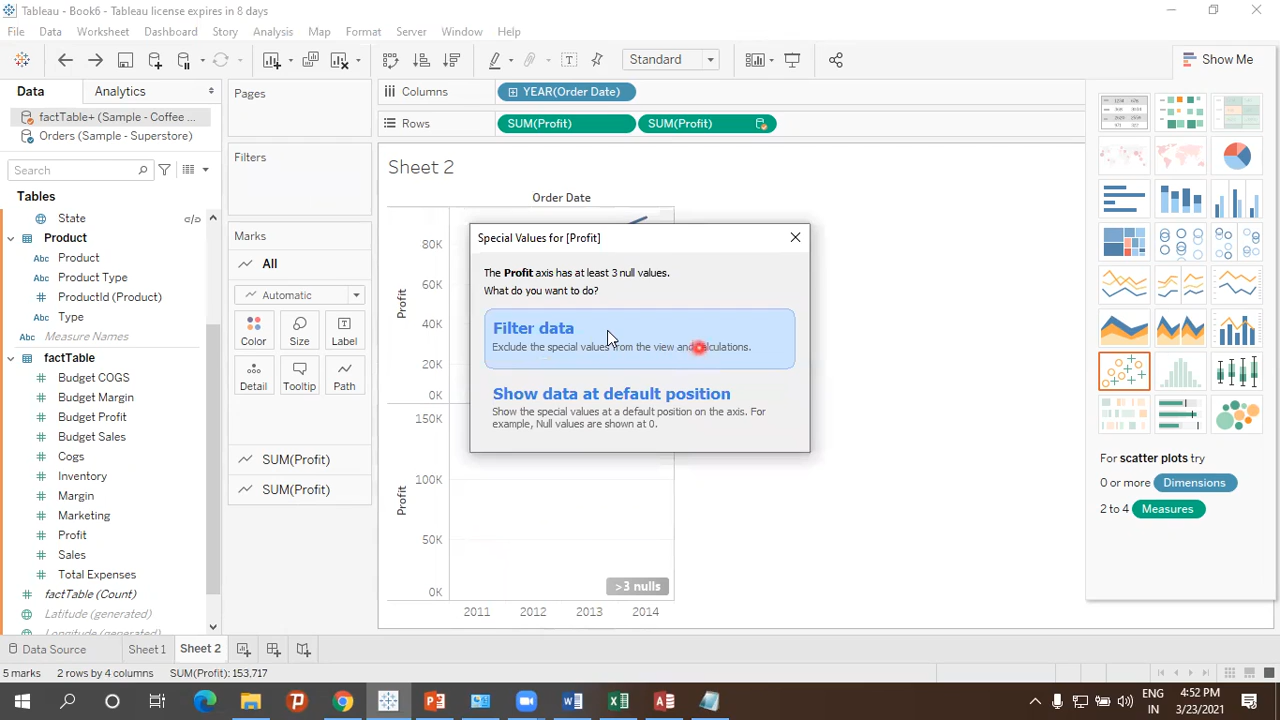 Tableau - Book6 - Tableau license expires in 8 days
File Data Worksheet Dashboard Story Analysis Map Format Server Window Help
Standard
Show Me
Data Analytics
factTable+ (Sample - Coffee ...
Orders (Sample - Superstore)
Search
Tables
State
Product
Product
Product Type
ProductId (Product)
Type
Measure Names
factTable
Budget COGS
Budget Margin
Budget Profit
Budget Sales
Cogs
Inventory
Margin
Marketing
Profit
Sales
Total Expenses
factTable (Count)
Latitude (generated)
Longitude (generated)
Pages
Filters
Marks
All
Automatic
Color Size Label
Detail Tooltip Path
SUM(Profit)
SUM(Profit)
Columns YEAR(Order Date)
Rows SUM(Profit) SUM(Profit)
Sheet 2
Order Date
80K
60K
40K
20K
0K
Profit
150K
100K
50K
0K
Profit
>3 nulls
2011 2012 2013 2014
Special Values for [Profit]
The Profit axis has at least 3 null values.
What do you want to do?
Filter data
Exclude the special values from the view and calculations.
Show data at default position
Show the special values at a default position on the axis. For
example, Null values are shown at 0.
For scatter plots try
0 or more Dimensions
2 to 4 Measures
Data Source Sheet 1 Sheet 2
5 marks 2 rows by 4 columns SUM(Profit): 153,717
ENG
IN
4:52 PM
3/23/2021